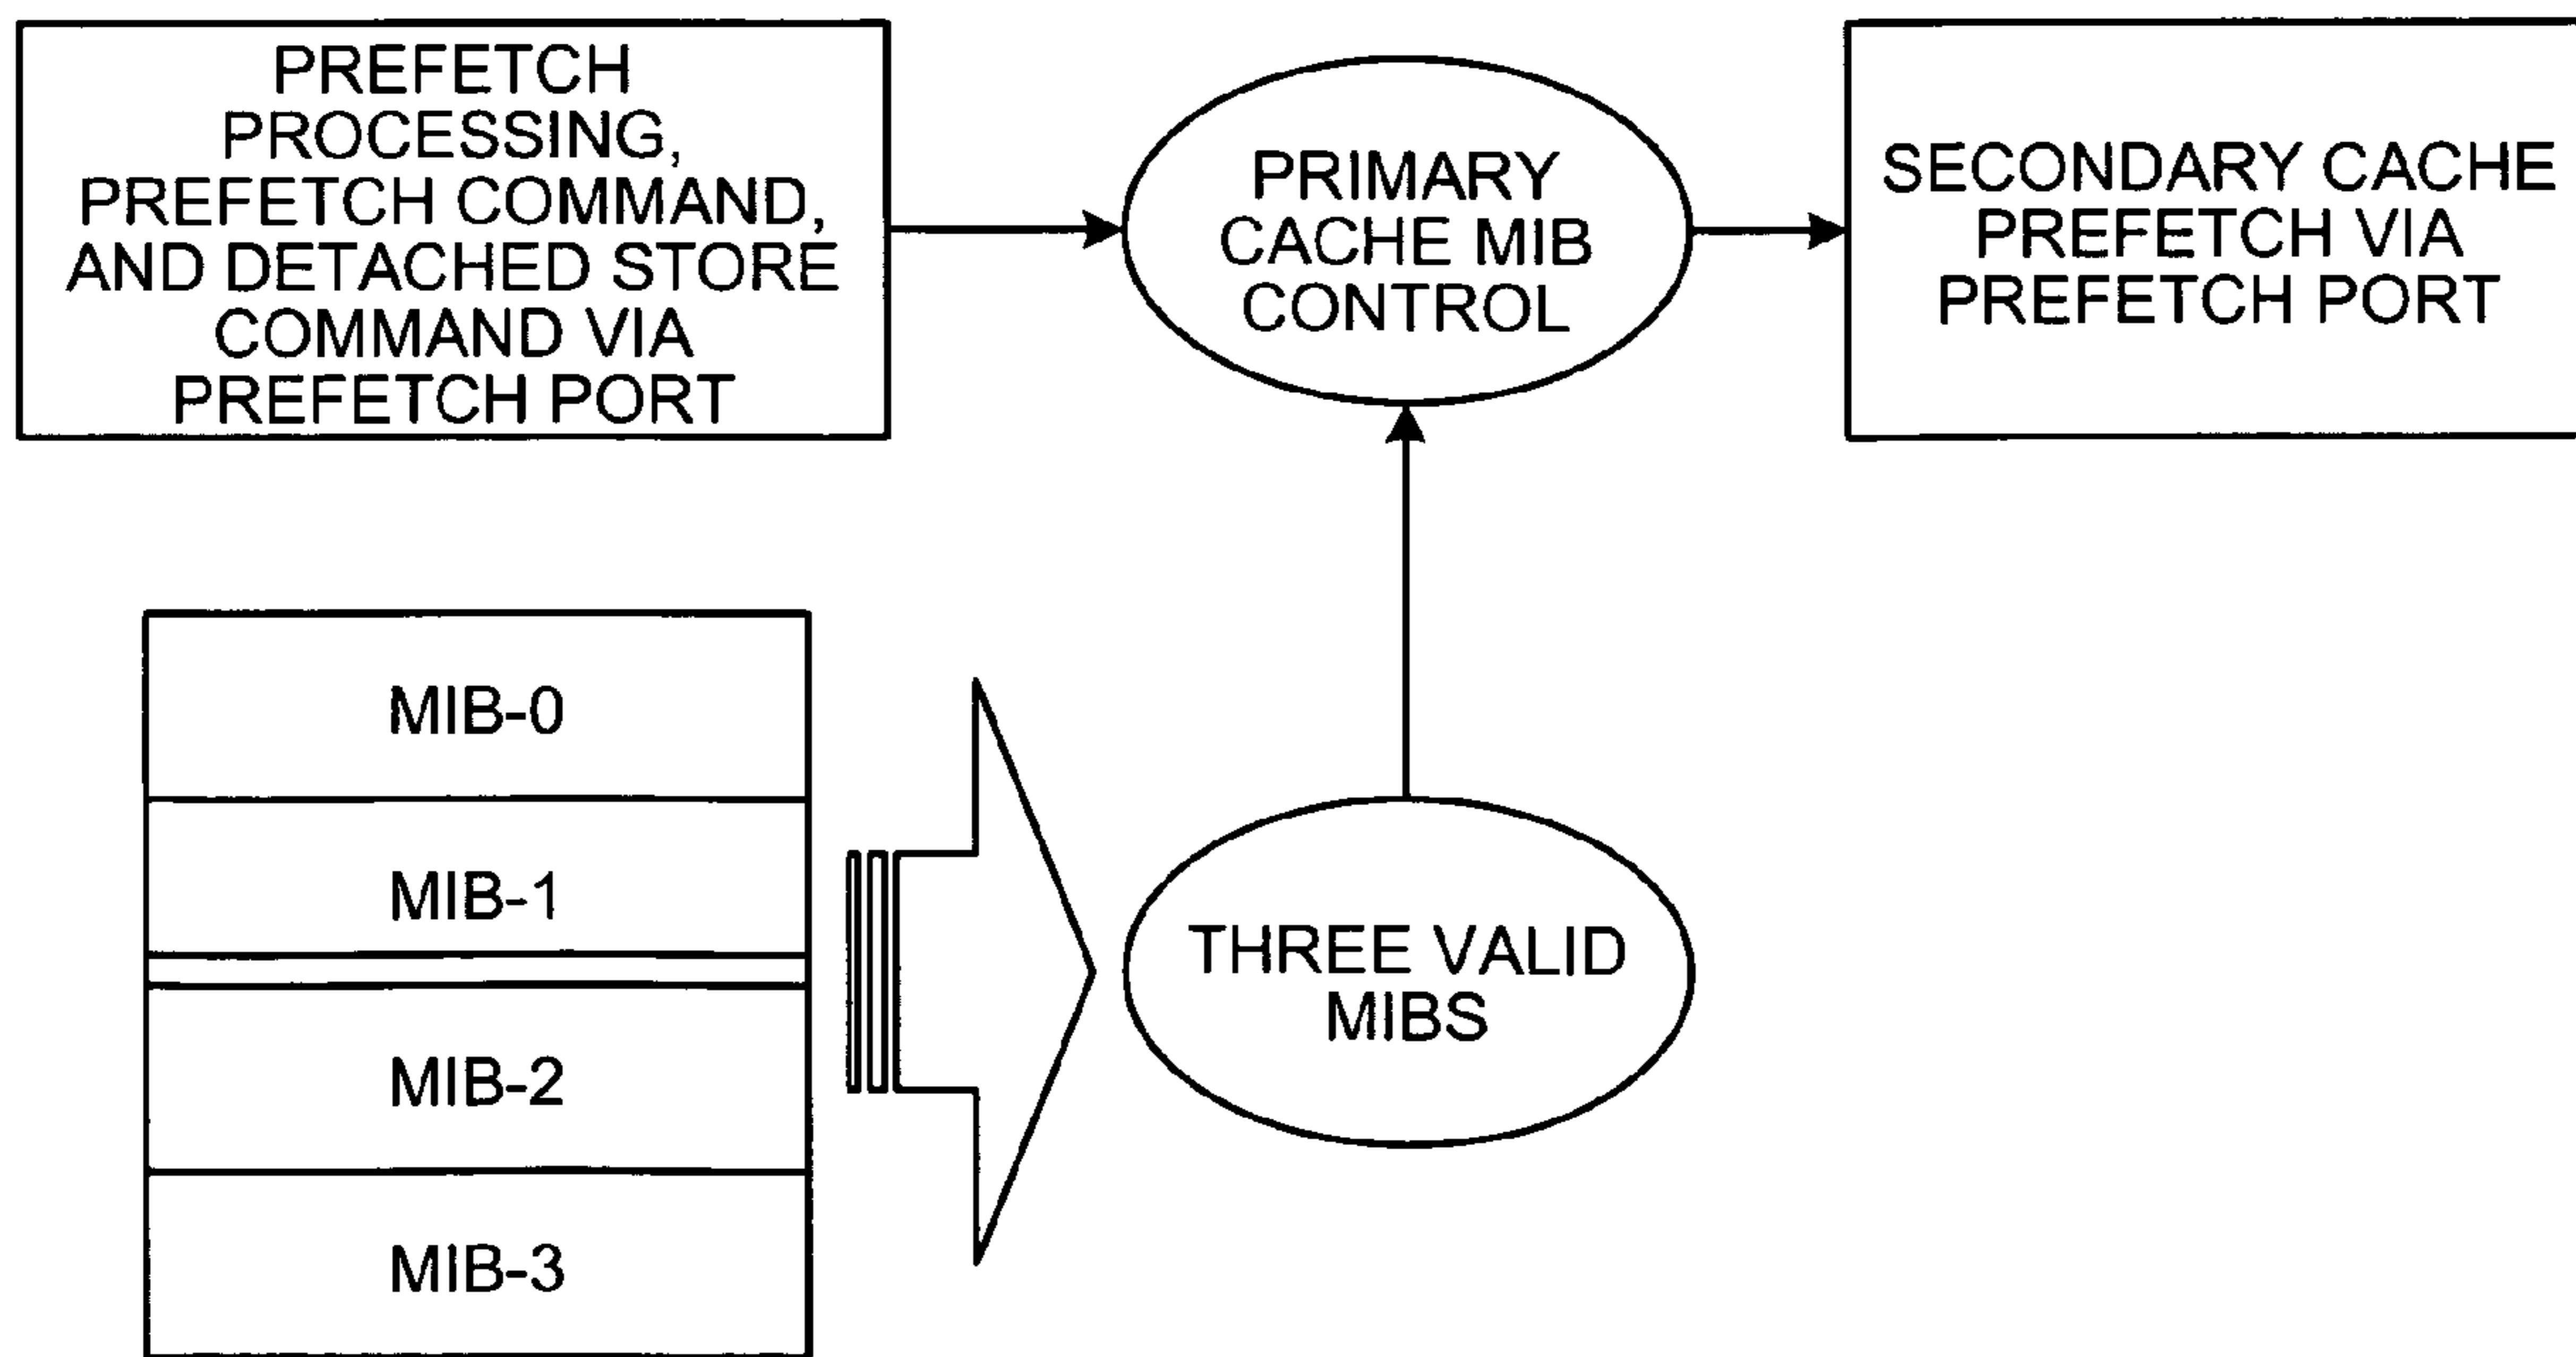 PREFETCH
PROCESSING,
PREFETCH COMMAND,
AND DETACHED STORE
COMMAND VIA
PREFETCH PORT
PRIMARY
CACHE MIB
CONTROL
SECONDARY CACHE
PREFETCH VIA
PREFETCH PORT
MIB-0
MIB-1
MIB-2
MIB-3
THREE VALID
MIBS